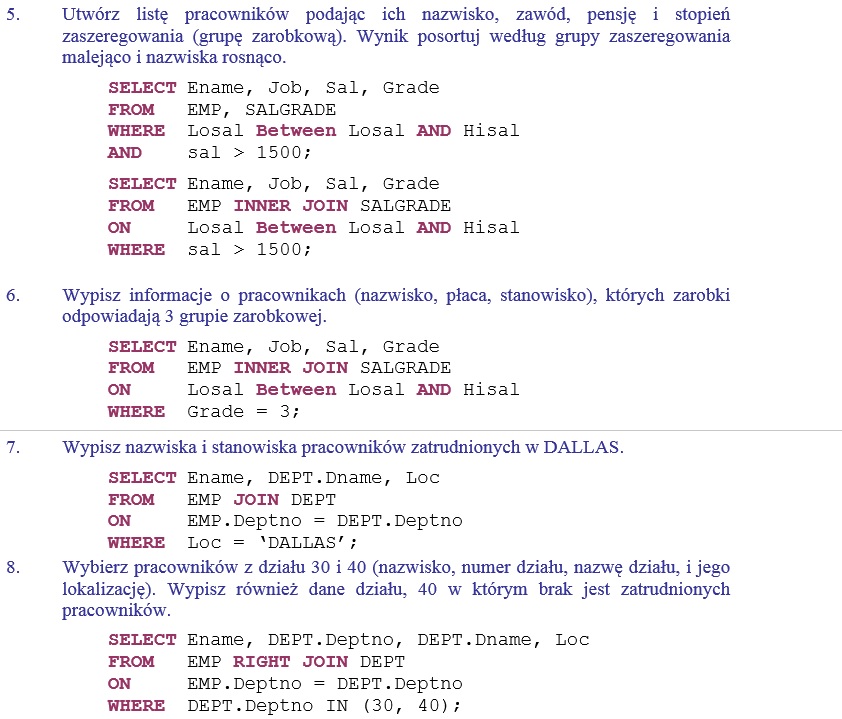 5. Utwórz listę pracowników podając ich nazwisko, zawód, pensję i stopień
zaszeregowania (grupę zarobkową). Wynik posortuj według grupy zaszeregowania
malejąco i nazwiska rosnąco.
SELECT Ename, Job, Sal, Grade
FROM EMP, SALGRADE
WHERE Losal Between Losal AND Hisal
AND sal > 1500;
SELECT Ename, Job, Sal, Grade
FROM EMP INNER JOIN SALGRADE
ON Losal Between Losal AND Hisal
WHERE sal > 1500;
6. Wypisz informacje o pracownikach (nazwisko, płaca, stanowisko), których zarobki
odpowiadają 3 grupie zarobkowej.
SELECT Ename, Job, Sal, Grade
FROM EMP INNER JOIN SALGRADE
ON Losal Between Losal AND Hisal
WHERE Grade = 3;
7. Wypisz nazwiska i stanowiska pracowników zatrudnionych w DALLAS.
SELECT Ename, DEPT.Dname, Loc
FROM EMP JOIN DEPT
ON EMP.Deptno = DEPT.Deptno
WHERE Loc = ‘DALLAS’;
8. Wybierz pracowników z działu 30 i 40 (nazwisko, numer działu, nazwę działu, i jego
lokalizację). Wypisz również dane działu, 40 w którym brak jest zatrudnionych
pracowników.
SELECT Ename, DEPT.Deptno, DEPT.Dname, Loc
FROM EMP RIGHT JOIN DEPT
ON EMP.Deptno = DEPT.Deptno
WHERE DEPT.Deptno IN (30, 40);